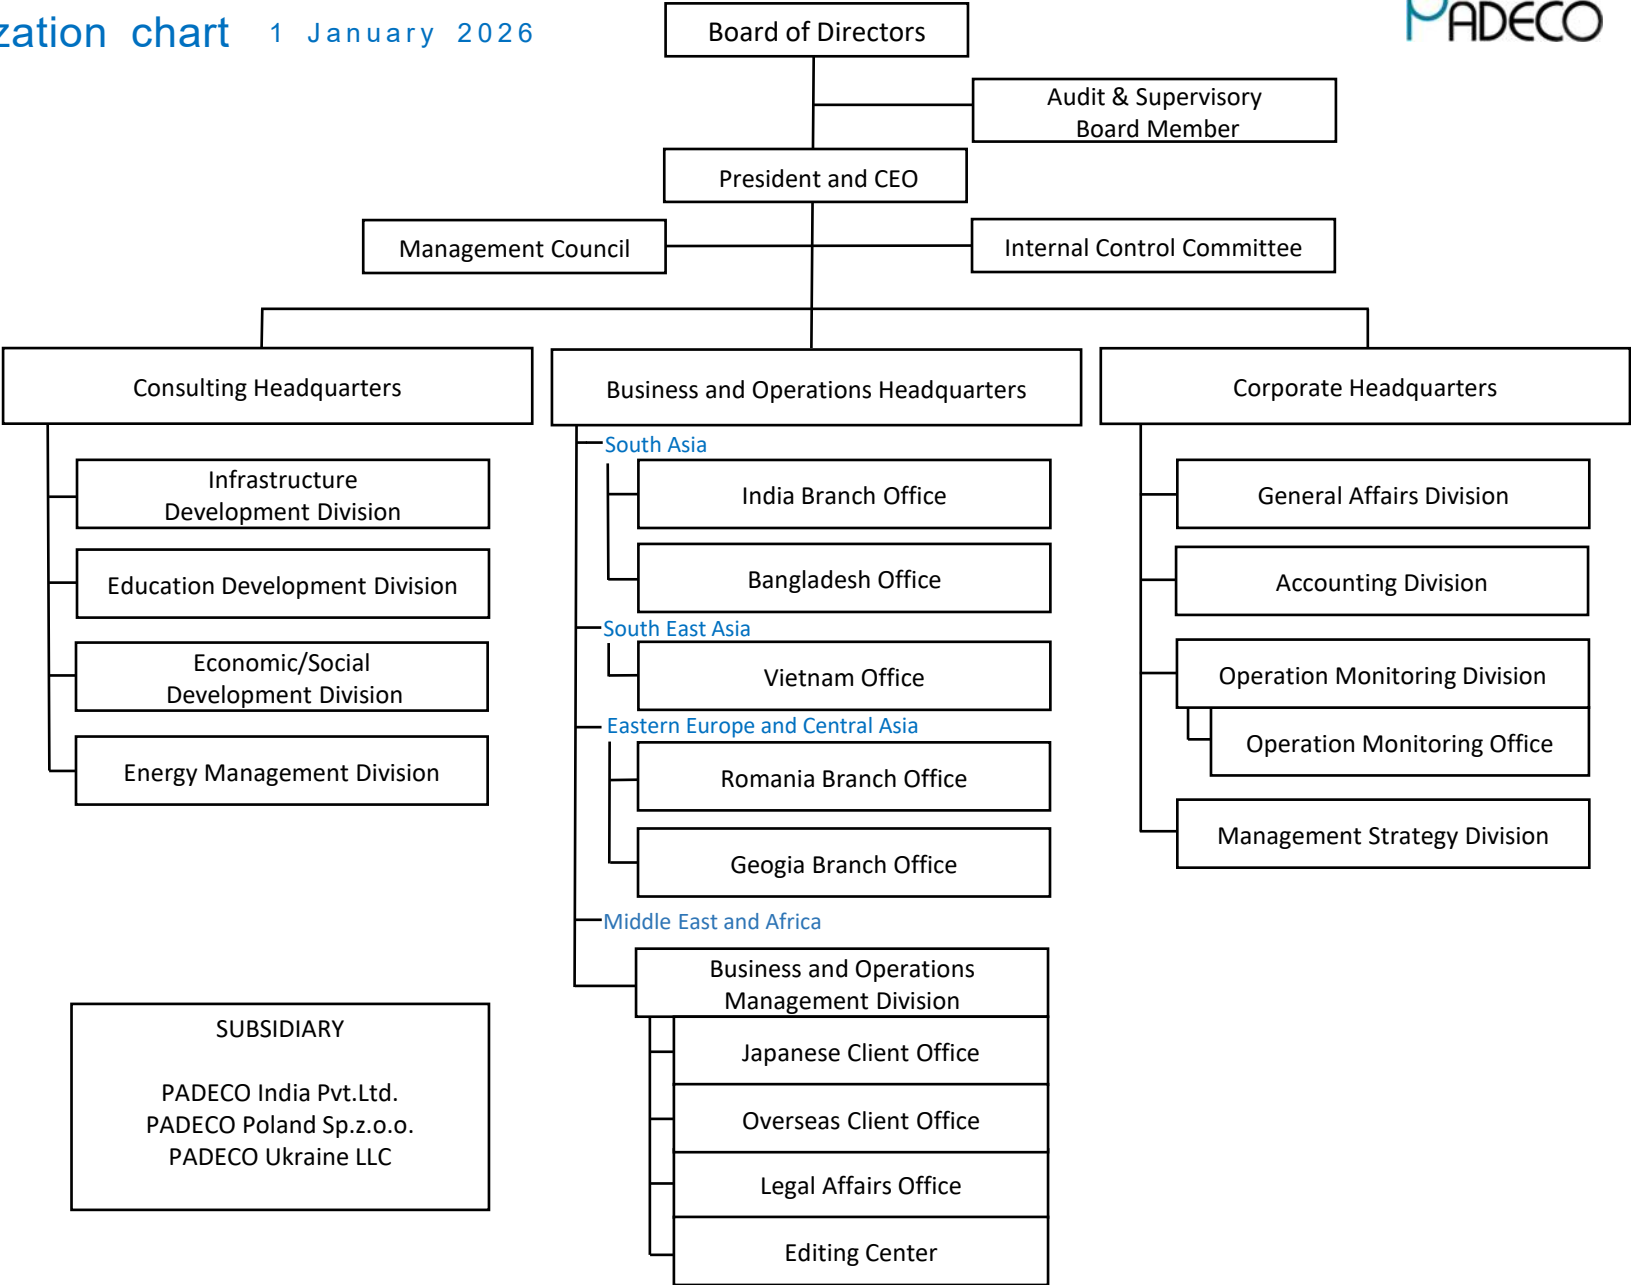 zation chart 1 January 2026
PADECO
Board of Directors
Audit & Supervisory
Board Member
President and CEO
Management Council
Internal Control Committee
Consulting Headquarters
Infrastructure
Development Division
Education Development Division
Economic/Social
Development Division
Energy Management Division
Business and Operations Headquarters
South Asia
India Branch Office
Bangladesh Office
South East Asia
Vietnam Office
Eastern Europe and Central Asia
Romania Branch Office
Geogia Branch Office
Middle East and Africa
Business and Operations
Management Division
Japanese Client Office
Overseas Client Office
Legal Affairs Office
Editing Center
Corporate Headquarters
General Affairs Division
Accounting Division
Operation Monitoring Division
Operation Monitoring Office
Management Strategy Division
SUBSIDIARY
PADECO India Pvt.Ltd.
PADECO Poland Sp.z.o.o.
PADECO Ukraine LLC